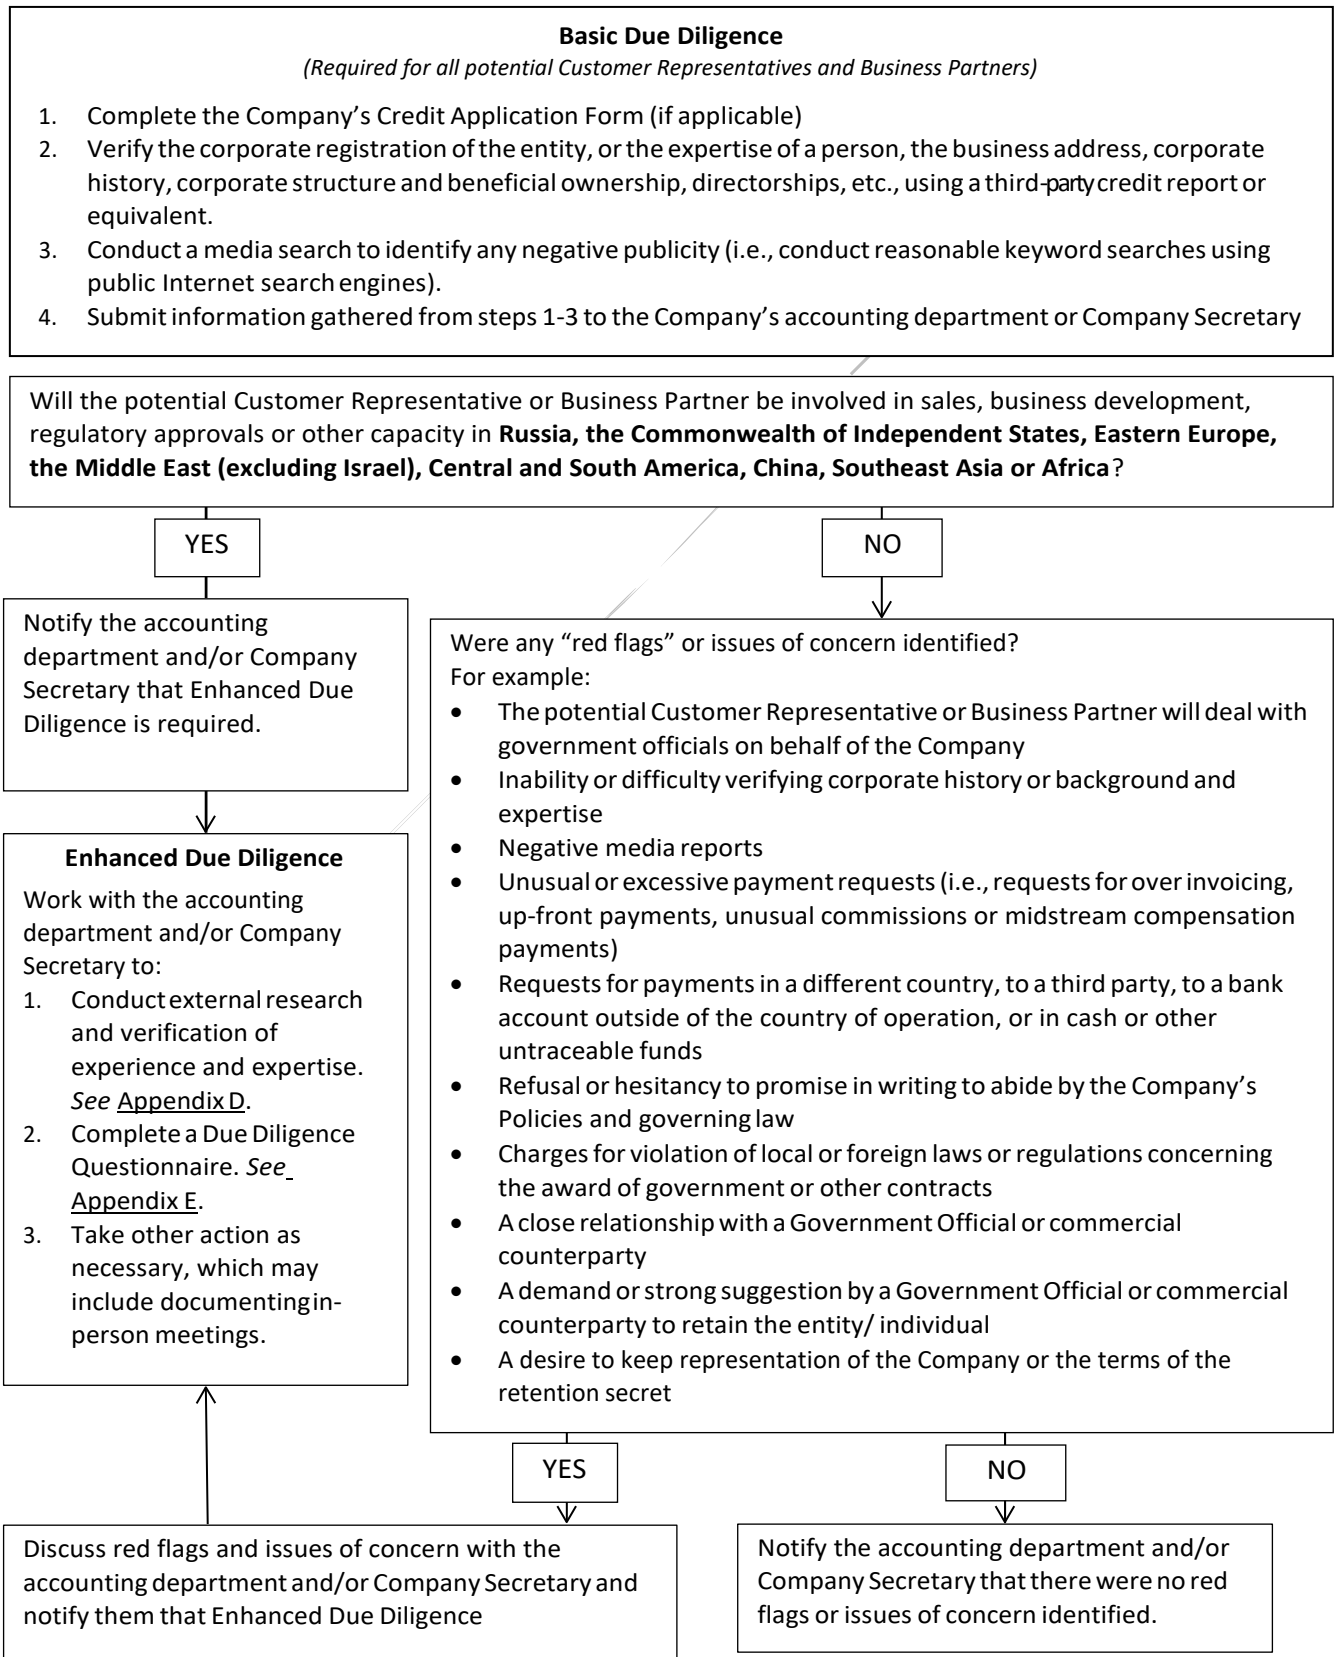 Basic Due Diligence
(Required for all potential Customer Representatives and Business Partners)
1. Complete the Company’s Credit Application Form (if applicable)
2. Verify the corporate registration of the entity, or the expertise of a person, the business address, corporate
history, corporate structure and beneficial ownership, directorships, etc., using a third-party credit report or
equivalent.
3. Conduct a media search to identify any negative publicity (i.e., conduct reasonable keyword searches using
public Internet search engines).
4. Submit information gathered from steps 1-3 to the Company’s accounting department or Company Secretary
Will the potential Customer Representative or Business Partner be involved in sales, business development,
regulatory approvals or other capacity in Russia, the Commonwealth of Independent States, Eastern Europe,
the Middle East (excluding Israel), Central and South America, China, Southeast Asia or Africa?
YES
NO
Notify the accounting
department and/or Company
Secretary that Enhanced Due
Diligence is required.
Enhanced Due Diligence
Work with the accounting
department and/or Company
Secretary to:
1. Conduct external research
and verification of
experience and expertise.
See Appendix D.
2. Complete a Due Diligence
Questionnaire. See
Appendix E.
3. Take other action as
necessary, which may
include documenting in-
person meetings.
Were any “red flags” or issues of concern identified?
For example:
• The potential Customer Representative or Business Partner will deal with
government officials on behalf of the Company
• Inability or difficulty verifying corporate history or background and
expertise
• Negative media reports
• Unusual or excessive payment requests (i.e., requests for over invoicing,
up-front payments, unusual commissions or midstream compensation
payments)
• Requests for payments in a different country, to a third party, to a bank
account outside of the country of operation, or in cash or other
untraceable funds
• Refusal or hesitancy to promise in writing to abide by the Company’s
Policies and governing law
• Charges for violation of local or foreign laws or regulations concerning
the award of government or other contracts
• A close relationship with a Government Official or commercial
counterparty
• A demand or strong suggestion by a Government Official or commercial
counterparty to retain the entity/ individual
• A desire to keep representation of the Company or the terms of the
retention secret
YES
NO
Discuss red flags and issues of concern with the
accounting department and/or Company Secretary and
notify them that Enhanced Due Diligence
Notify the accounting department and/or
Company Secretary that there were no red
flags or issues of concern identified.